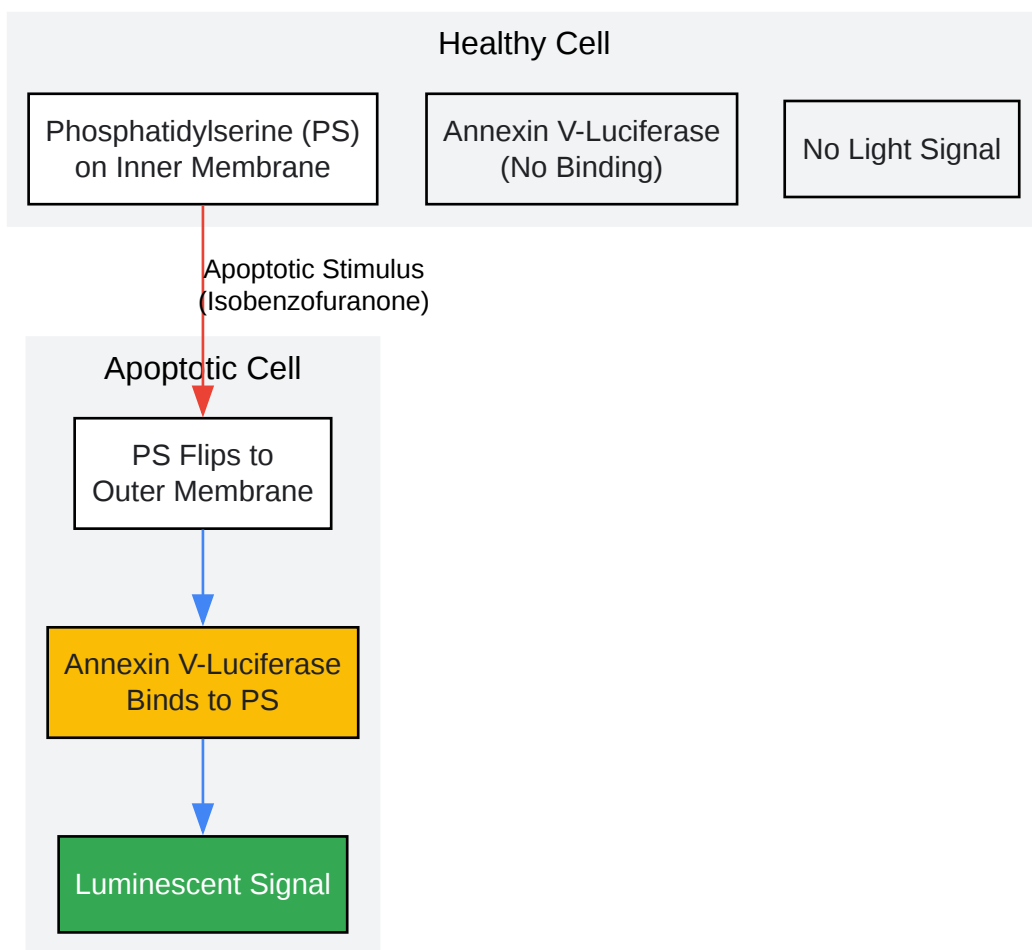 Healthy Cell
Phosphatidylserine (PS)
on Inner Membrane
Annexin V-Luciferase
(No Binding)
No Light Signal
Apoptotic Stimulus
(Isobenzofuranone)
Apoptotic Cell
PS Flips to
Outer Membrane
Annexin V-Luciferase
Binds to PS
Luminescent Signal